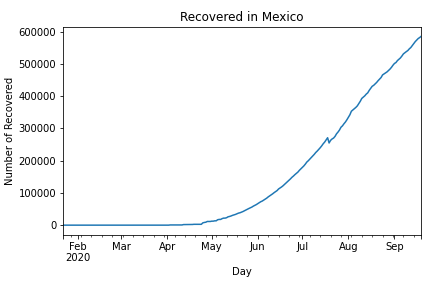 Recovered in Mexico
Number of Recovered
600000
500000
400000
300000
200000
100000
0
Feb Mar Apr May Jun Jul Aug Sep
2020
Day